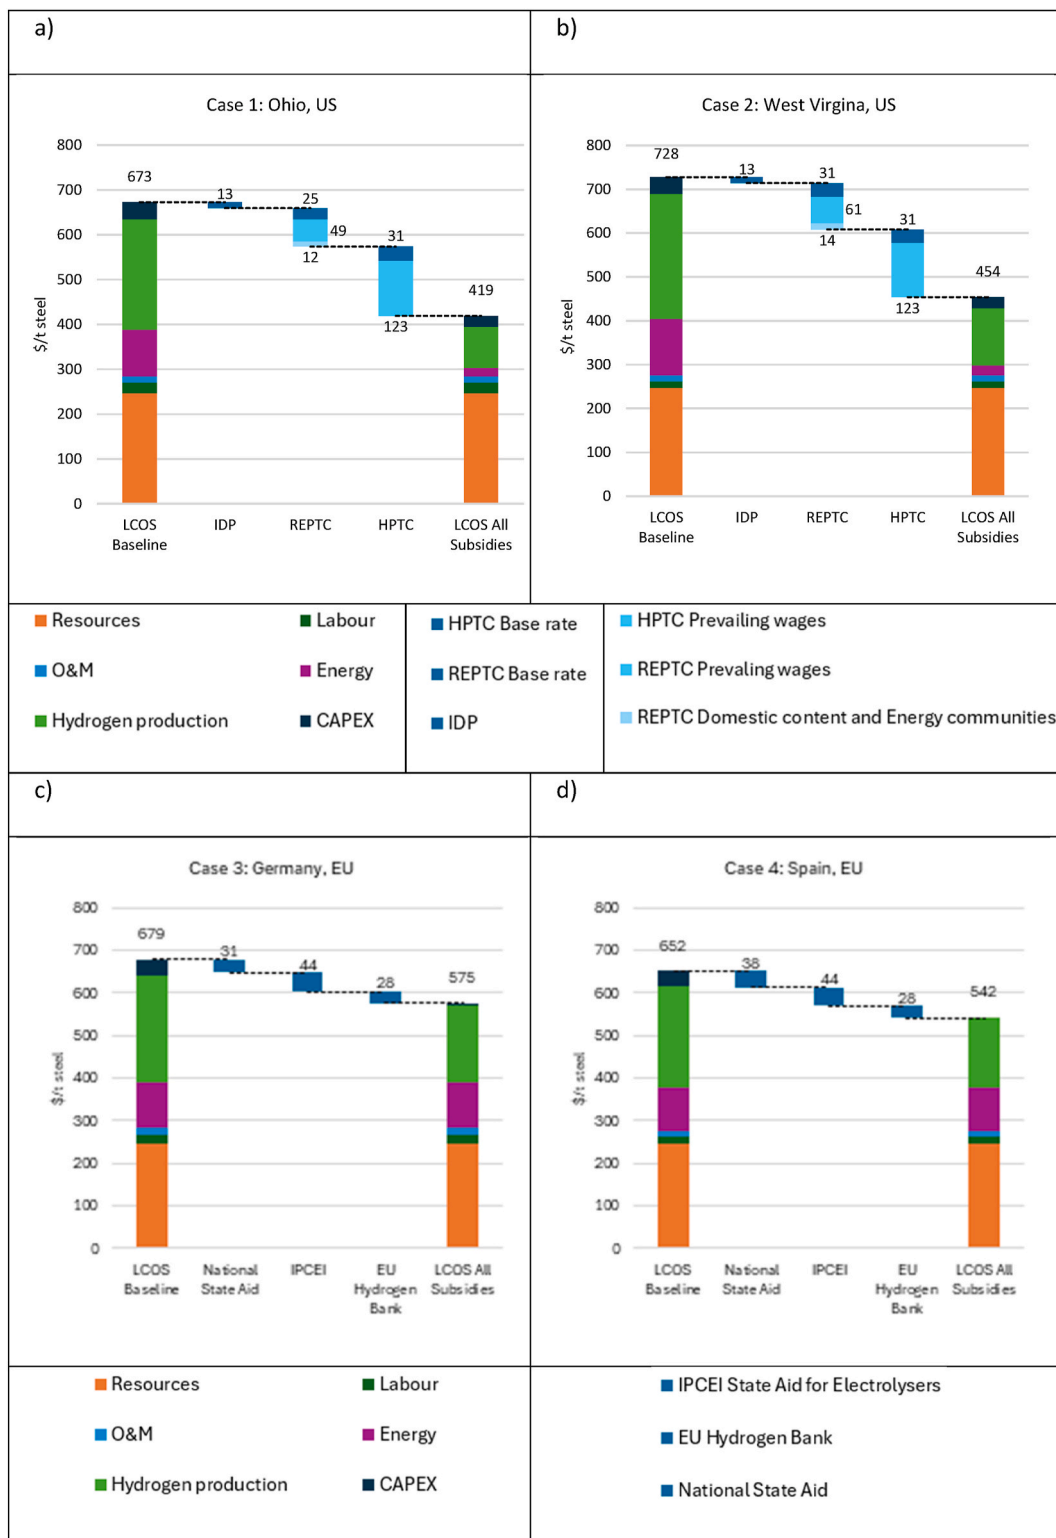 a)
b)
Case 1: Ohio, US
800
700
600
500
400
300
200
100
0
$/t steel
673
13
25
49
12
31
123
419
LCOS Baseline
IDP
REPTC
HPTC
LCOS All Subsidies
Case 2: West Virgina, US
800
700
600
500
400
300
200
100
0
$/t steel
728
13
31
61
14
31
123
454
LCOS Baseline
IDP
REPTC
HPTC
LCOS All Subsidies
Resources
Labour
O&M
Energy
Hydrogen production
CAPEX
HPTC Base rate
REPTC Base rate
IDP
HPTC Prevailing wages
REPTC Prevaling wages
REPTC Domestic content and Energy communities
c)
d)
Case 3: Germany, EU
800
700
600
500
400
300
200
100
0
$/t steel
679
31
44
28
575
LCOS Baseline
National State Aid
IPCEI
EU Hydrogen Bank
LCOS All Subsidies
Case 4: Spain, EU
800
700
600
500
400
300
200
100
0
$/t steel
652
38
44
28
542
LCOS Baseline
National State Aid
IPCEI
EU Hydrogen Bank
LCOS All Subsidies
Resources
Labour
O&M
Energy
Hydrogen production
CAPEX
IPCEI State Aid for Electrolysers
EU Hydrogen Bank
National State Aid